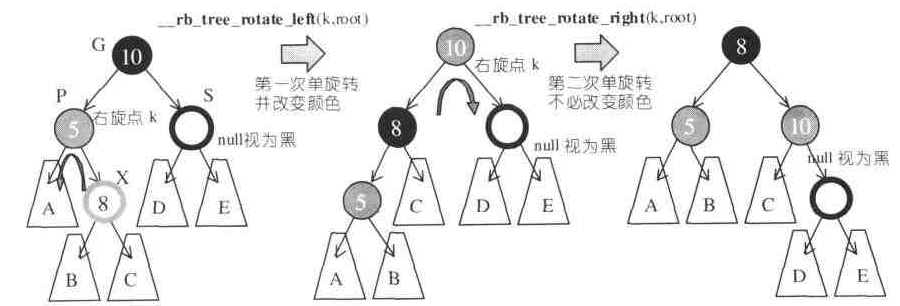 __rb_tree_rotate_left(k,root)
__rb_tree_rotate_right(k,root)
G
10
第一次单旋转
并改变颜色
P
S
5
右旋点 k
null视为黑
A
X
8
D
E
B
C
10
右旋点 k
第二次单旋转
不必改变颜色
8
null 视为黑
5
C
D
E
A
B
8
5
10
null 视为黑
A
B
C
D
E